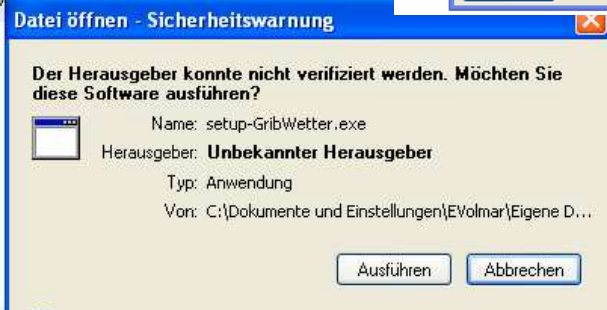 Datei öffnen - Sicherheitswarnung
Der Herausgeber konnte nicht verifiziert werden. Möchten Sie
diese Software ausführen?
Name: setup-GribWetter.exe
Herausgeber: Unbekannter Herausgeber
Typ: Anwendung
Von: C:\Dokumente und Einstellungen\EVolmar\Eigene D...
Ausführen Abbrechen